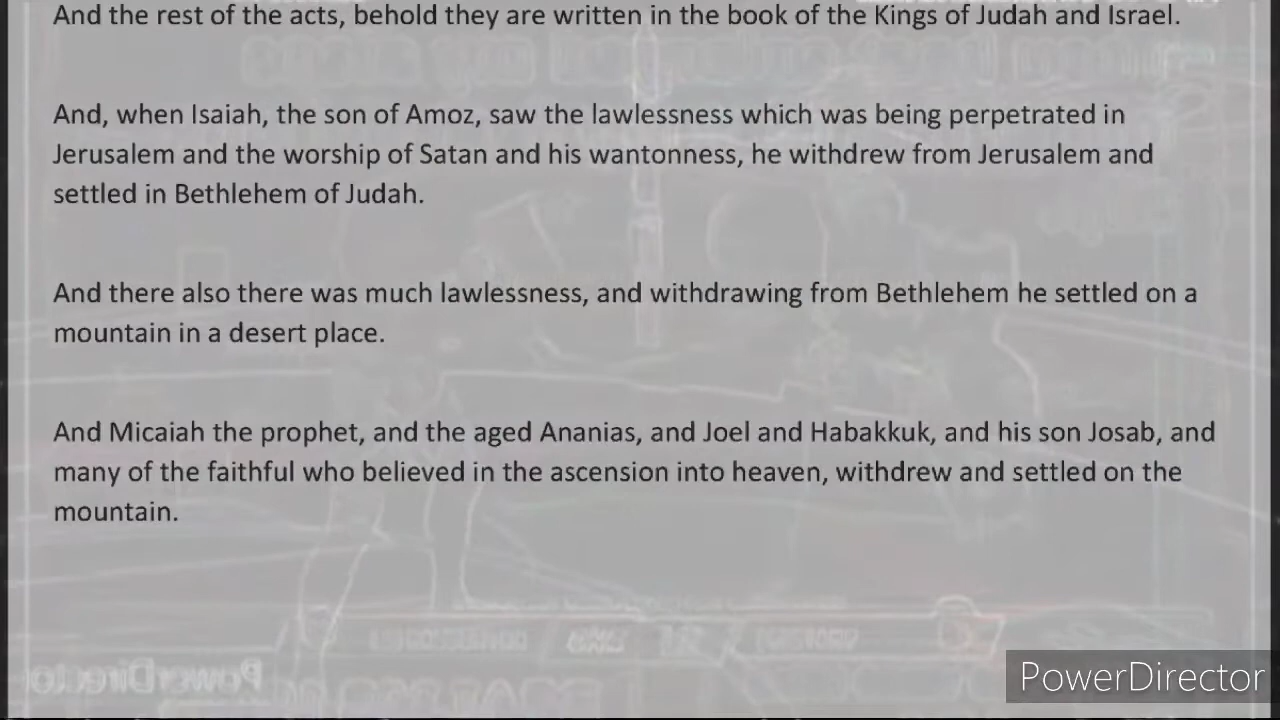 And the rest of the acts, behold they are written in the book of the Kings of Judah and Israel.
And, when Isaiah, the son of Amoz, saw the lawlessness which was being perpetrated in
Jerusalem and the worship of Satan and his wantonness, he withdrew from Jerusalem and
settled in Bethlehem of Judah.
And there also there was much lawlessness, and withdrawing from Bethlehem he settled on a
mountain in a desert place.
And Micaiah the prophet, and the aged Ananias, and Joel and Habakkuk, and his son Josab, and
many of the faithful who believed in the ascension into heaven, withdrew and settled on the
mountain.
PowerDirector
PowerDirector